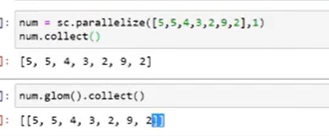 ]: num = sc.parallelize([5,5,4,3,2,9,2],1)
num.collect()
]: [5, 5, 4, 3, 2, 9, 2]
]: num.glom().collect()
]: [[5, 5, 4, 3, 2, 9, 2]]